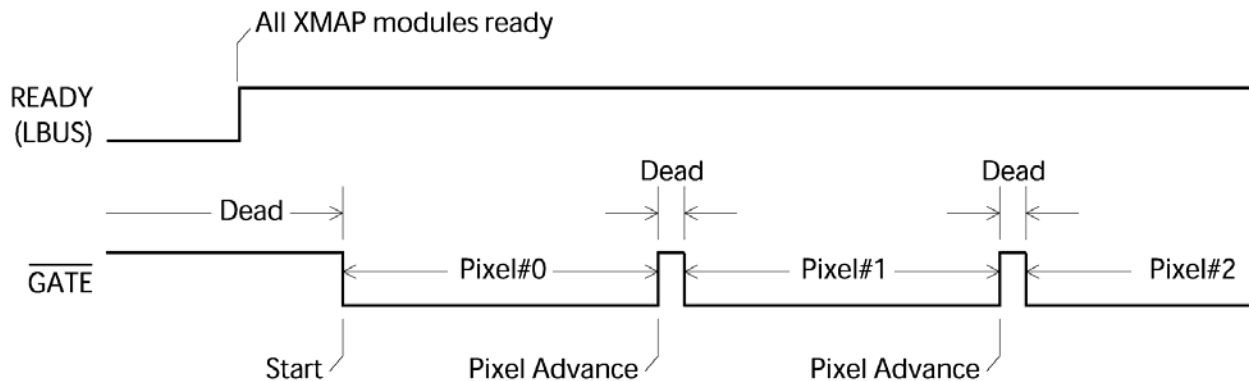 All XMAP modules ready
READY
(LBUS)
Dead Dead
Dead
GATE
Pixel#0 Pixel#1 Pixel#2
Start Pixel Advance Pixel Advance